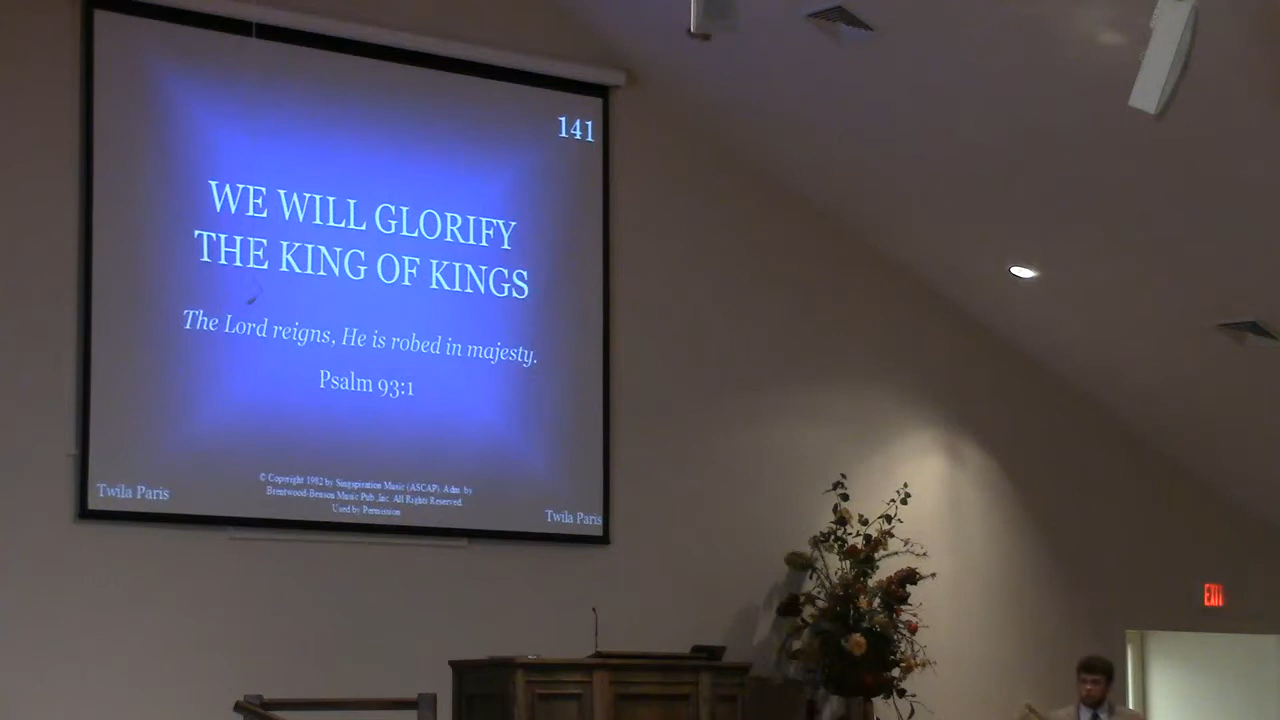 141
WE WILL GLORIFY
THE KING OF KINGS
The Lord reigns, He is robed in majesty.
Psalm 93:1
© Copyright 1982 by Singspiration Music (ASCAP). Adm. by
Brentwood-Benson Music Pub. Inc. All Rights Reserved.
Used by Permission
Twila Paris
Twila Paris
EXIT